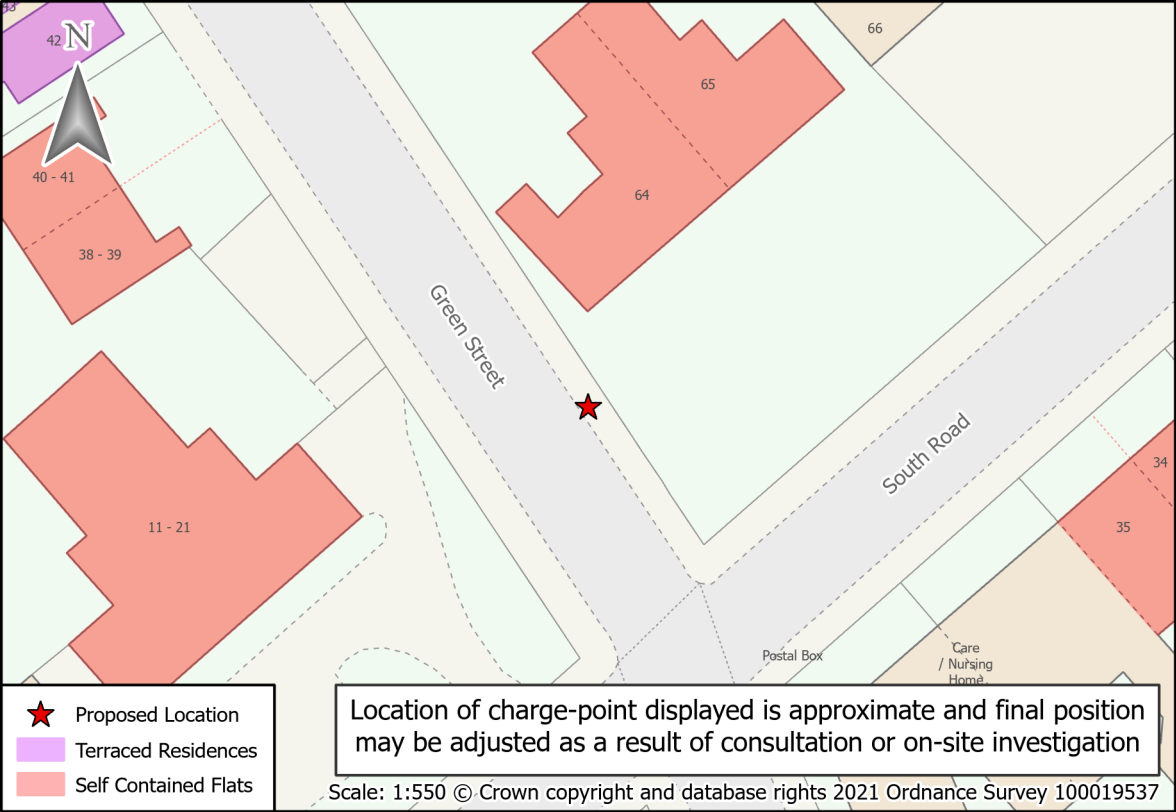 43
42
N
66
65
40 - 41
64
38 - 39
Green Street
South Road
34
35
11 - 21
Care
/ Nursing
Home
Postal Box
Proposed Location
Terraced Residences
Self Contained Flats
Location of charge-point displayed is approximate and final position
may be adjusted as a result of consultation or on-site investigation
Scale: 1:550 © Crown copyright and database rights 2021 Ordnance Survey 100019537